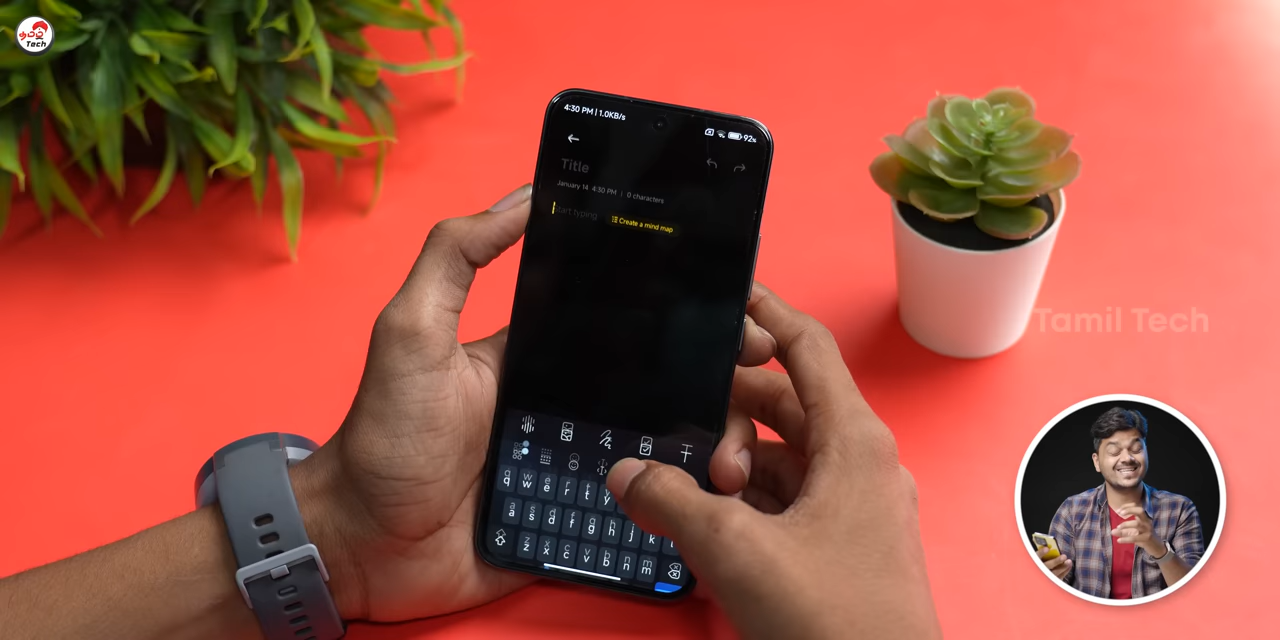 தமிழ்
Tech
4:30 PM | 1.0KB/s
92%
Title
January 14 4:30 PM | 0 characters
Start typing
Create a mind map
q w e r t y
a s d f g h j k l
z x c v b n m
Tamil Tech